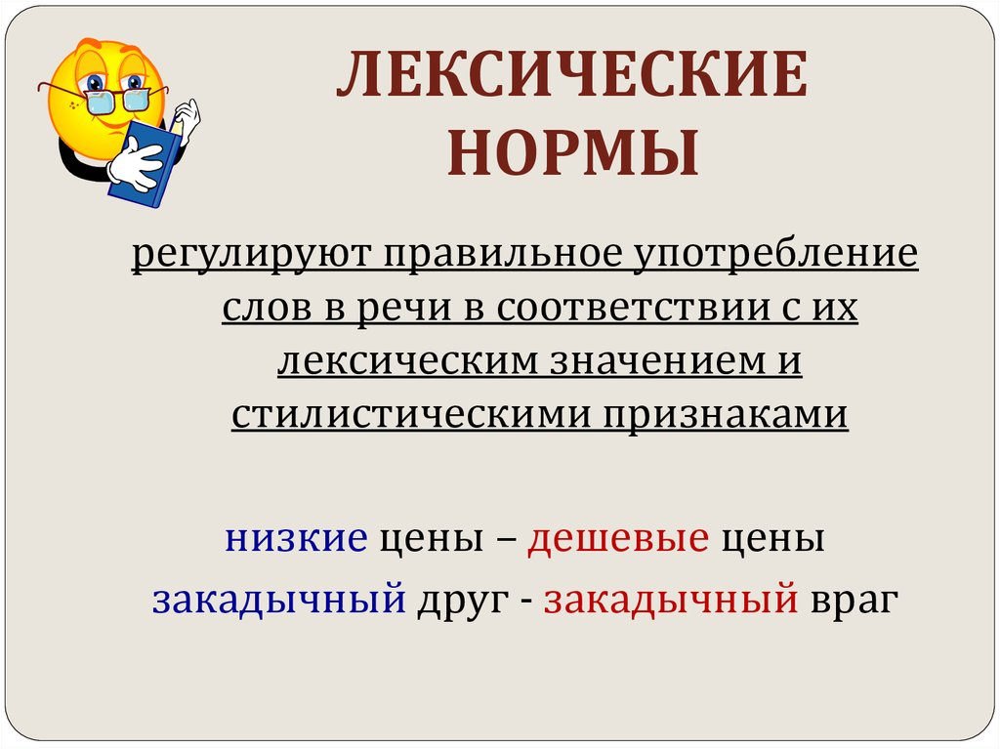 ЛЕКСИЧЕСКИЕ
НОРМЫ
регулируют правильное употребление
слов в речи в соответствии с их
лексическим значением и
стилистическими признаками
низкие цены – дешевые цены
закадычный друг - закадычный враг